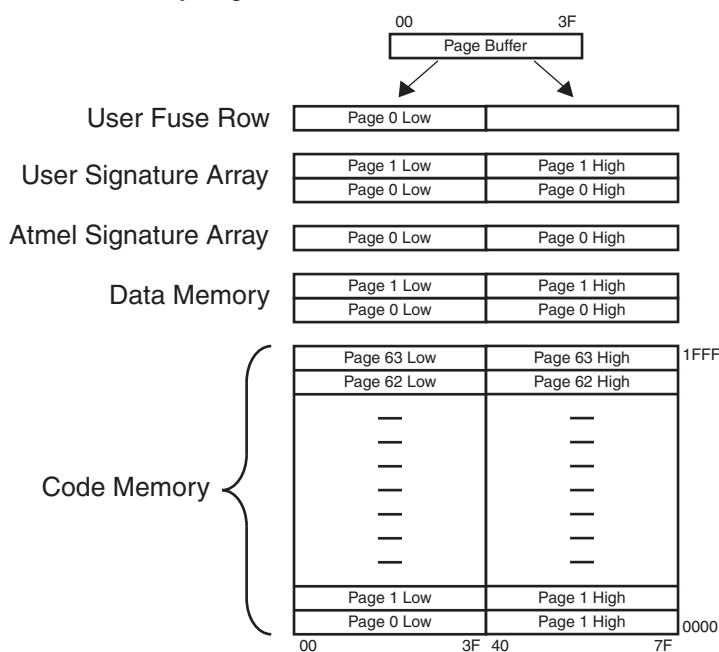 00 3F
Page Buffer
User Fuse Row Page 0 Low
User Signature Array
Page 1 Low Page 1 High
Page 0 Low Page 0 High
Atmel Signature Array Page 0 Low Page 0 High
Data Memory
Page 1 Low Page 1 High
Page 0 Low Page 0 High
Code Memory
Page 63 Low Page 63 High 1FFF
Page 62 Low Page 62 High
Page 1 Low Page 1 High
Page 0 Low Page 1 High 0000
00 3F 40 7F